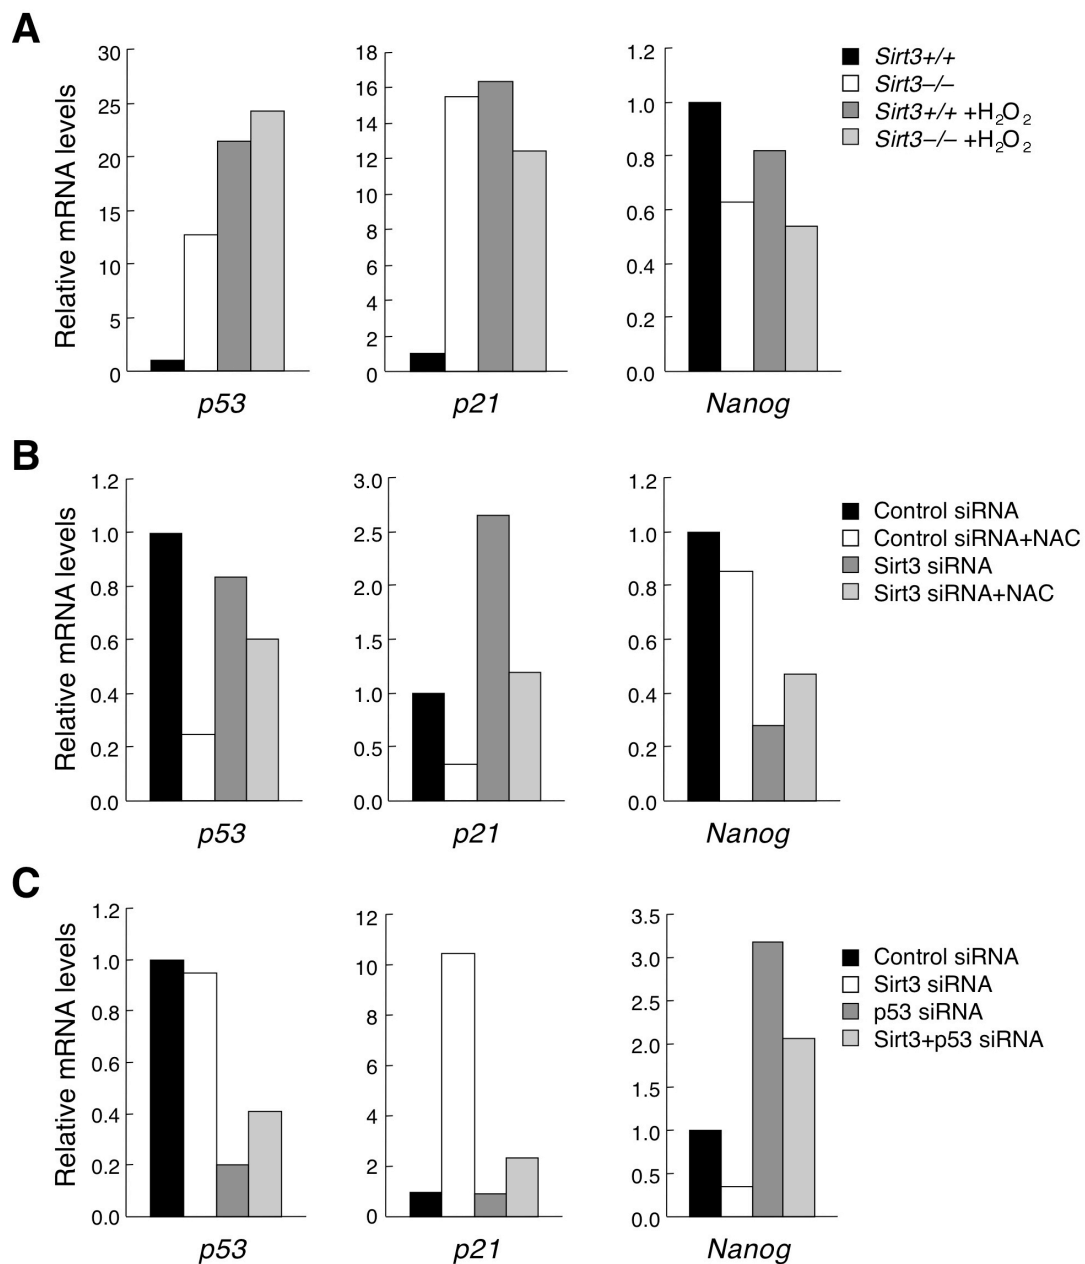 A
Relative mRNA levels
30
25
20
15
10
5
0
p53
18
16
14
12
10
8
6
4
2
0
p21
1.2
1.0
0.8
0.6
0.4
0.2
0.0
Nanog
Sirt3+/+
Sirt3–/–
Sirt3+/+ +H₂O₂
Sirt3–/– +H₂O₂
B
Relative mRNA levels
1.2
1.0
0.8
0.6
0.4
0.2
0.0
p53
3.0
2.5
2.0
1.5
1.0
0.5
0.0
p21
1.2
1.0
0.8
0.6
0.4
0.2
0.0
Nanog
Control siRNA
Control siRNA+NAC
Sirt3 siRNA
Sirt3 siRNA+NAC
C
Relative mRNA levels
1.2
1.0
0.8
0.6
0.4
0.2
0.0
p53
12
10
8
6
4
2
0
p21
3.5
3.0
2.5
2.0
1.5
1.0
0.5
0.0
Nanog
Control siRNA
Sirt3 siRNA
p53 siRNA
Sirt3+p53 siRNA